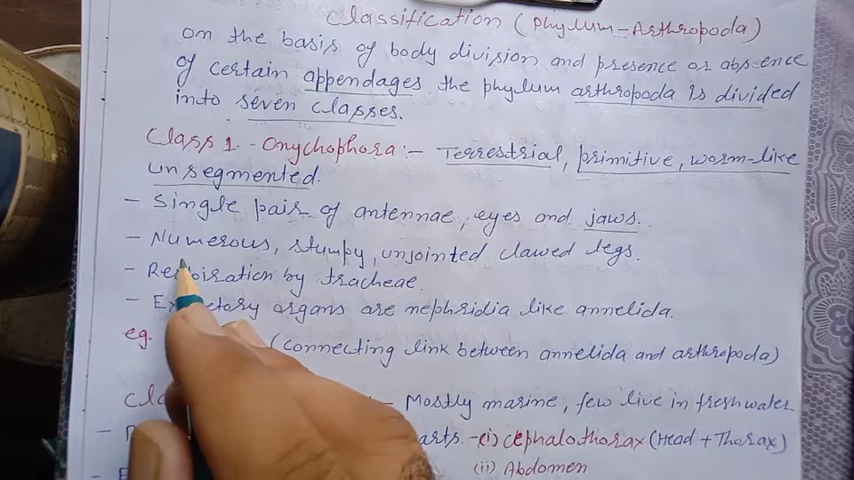 Classification (Phylum-Arthropoda)
on the basis of body division and presence or absence
of certain appendages the phylum arthropoda is divided
into seven classes.
Class 1 - Onychophora :- Terrestrial, primitive, worm-like
unsegmented.
- Single pair of antennae, eyes and jaws.
- Numerous, stumpy, unjointed clawed legs.
- Respiration by tracheae.
- organs are nephridia like annelida.
eg. (connecting link between annelida and arthropoda)
- Mostly marine, few live in freshwater
- (i) cephalothorax (Head + Thorax)
(ii) Abdomen